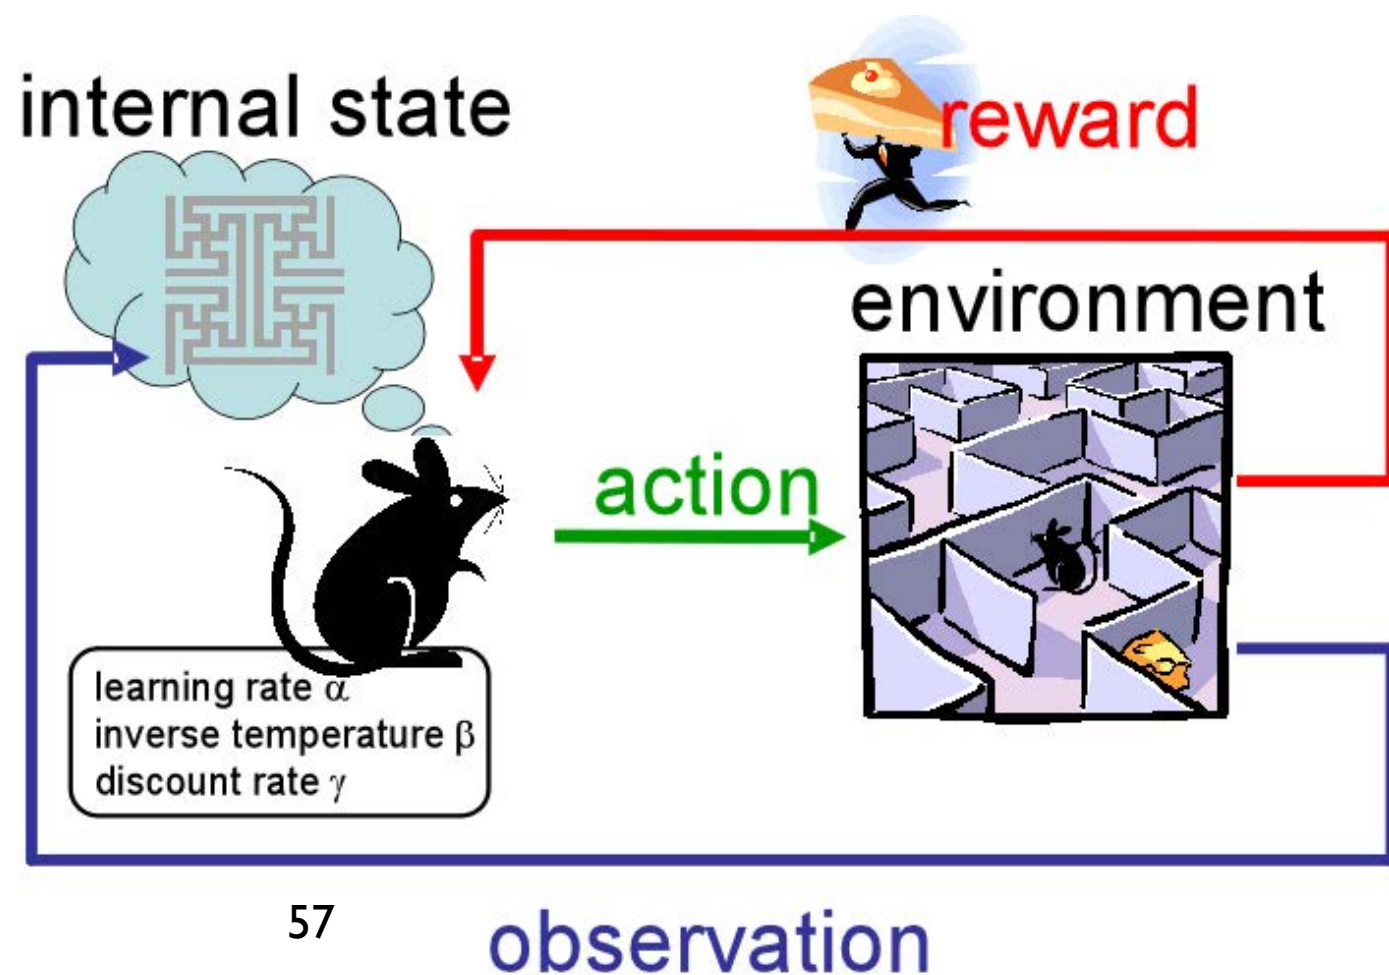 internal state
reward
environment
action
learning rate α
inverse temperature β
discount rate γ
57
observation